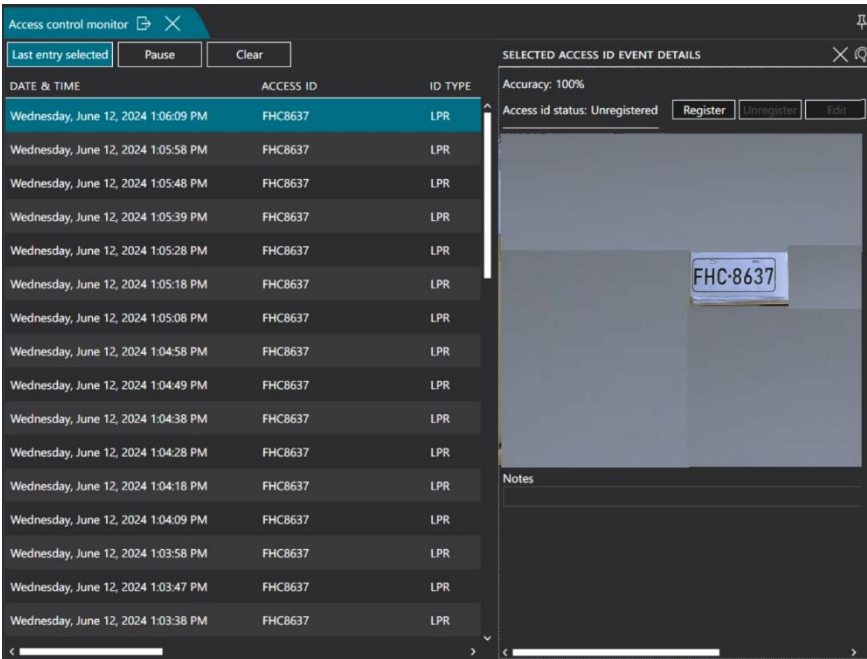 Access control monitor
Last entry selected Pause Clear
DATE & TIME ACCESS ID ID TYPE
Wednesday, June 12, 2024 1:06:09 PM FHC8637 LPR
Wednesday, June 12, 2024 1:05:58 PM FHC8637 LPR
Wednesday, June 12, 2024 1:05:48 PM FHC8637 LPR
Wednesday, June 12, 2024 1:05:39 PM FHC8637 LPR
Wednesday, June 12, 2024 1:05:28 PM FHC8637 LPR
Wednesday, June 12, 2024 1:05:18 PM FHC8637 LPR
Wednesday, June 12, 2024 1:05:08 PM FHC8637 LPR
Wednesday, June 12, 2024 1:04:58 PM FHC8637 LPR
Wednesday, June 12, 2024 1:04:49 PM FHC8637 LPR
Wednesday, June 12, 2024 1:04:38 PM FHC8637 LPR
Wednesday, June 12, 2024 1:04:28 PM FHC8637 LPR
Wednesday, June 12, 2024 1:04:18 PM FHC8637 LPR
Wednesday, June 12, 2024 1:04:09 PM FHC8637 LPR
Wednesday, June 12, 2024 1:03:58 PM FHC8637 LPR
Wednesday, June 12, 2024 1:03:47 PM FHC8637 LPR
Wednesday, June 12, 2024 1:03:38 PM FHC8637 LPR
SELECTED ACCESS ID EVENT DETAILS
Accuracy: 100%
Access id status: Unregistered Register Unregister Edit
FHC·8637
Notes